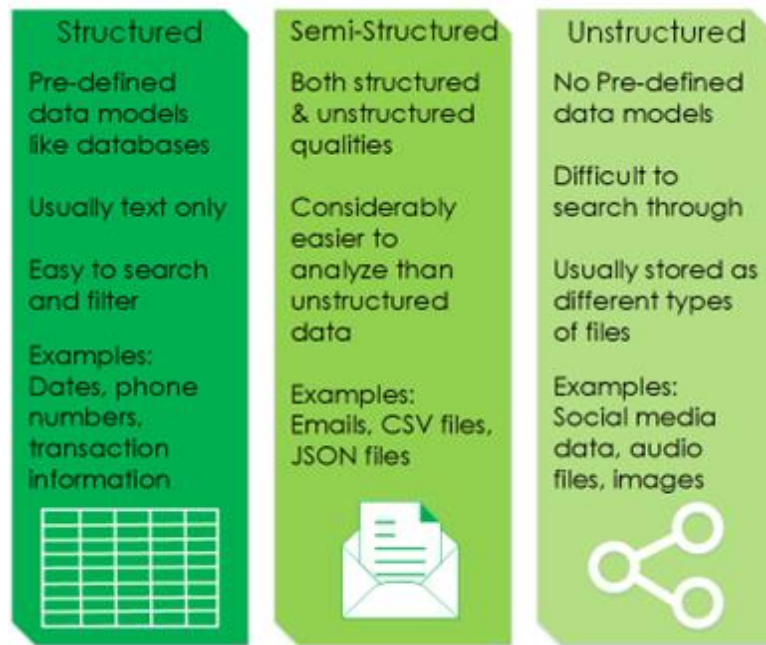 Structured
Pre-defined
data models
like databases
Usually text only
Easy to search
and filter
Examples:
Dates, phone
numbers,
transaction
information
Semi-Structured
Both structured
& unstructured
qualities
Considerably
easier to
analyze than
unstructured
data
Examples:
Emails, CSV files,
JSON files
Unstructured
No Pre-defined
data models
Difficult to
search through
Usually stored as
different types
of files
Examples:
Social media
data, audio
files, images